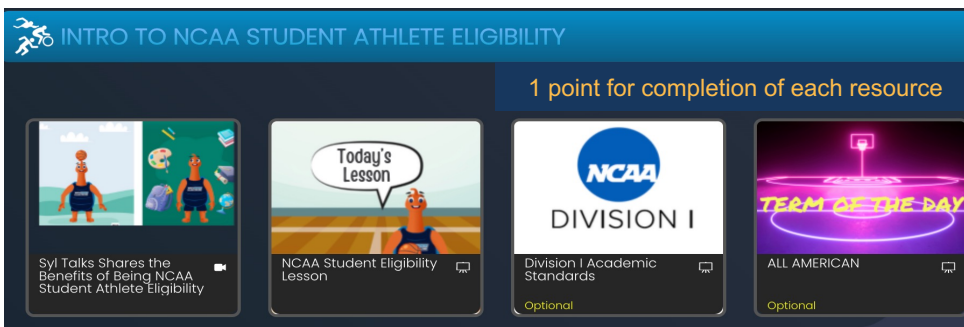 INTRO TO NCAA STUDENT ATHLETE ELIGIBILITY
1 point for completion of each resource
Today's
Lesson
NCAA
DIVISION I
TERM OF THE DAY
Syl Talks Shares the
Benefits of Being NCAA
Student Athlete Eligibility
NCAA Student Eligibility
Lesson
Division I Academic
Standards
Optional
ALL AMERICAN
Optional